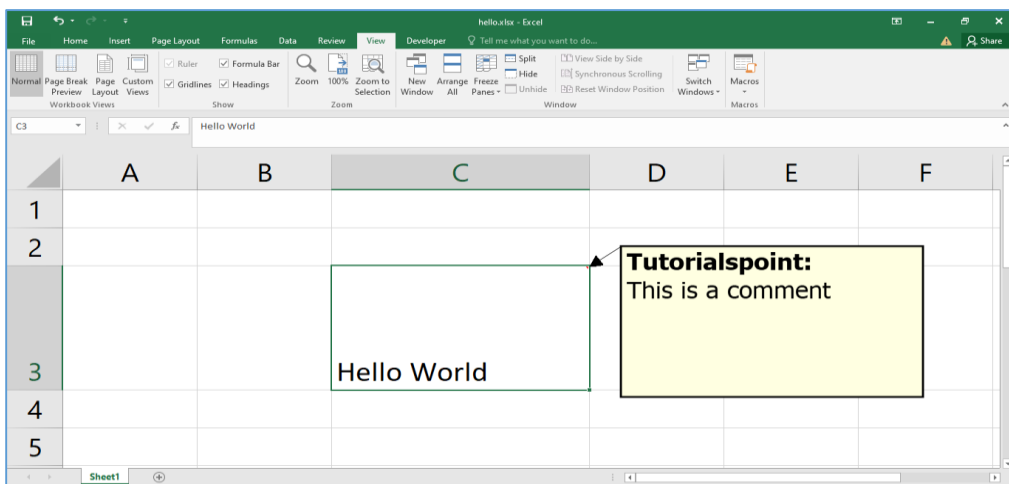 hello.xlsx - Excel
File Home Insert Page Layout Formulas Data Review View Developer Tell me what you want to do... Share
Normal Page Break Preview Page Layout Custom Views
Ruler Formula Bar
Gridlines Headings
Zoom 100% Zoom to Selection
New Window Arrange All Freeze Panes
Split
Hide
Unhide
View Side by Side
Synchronous Scrolling
Reset Window Position
Switch Windows
Macros
Workbook Views Show Zoom Window Macros
C3 fx Hello World
A B C D E F
1
2
Tutorialspoint:
This is a comment
3 Hello World
4
5
Sheet1